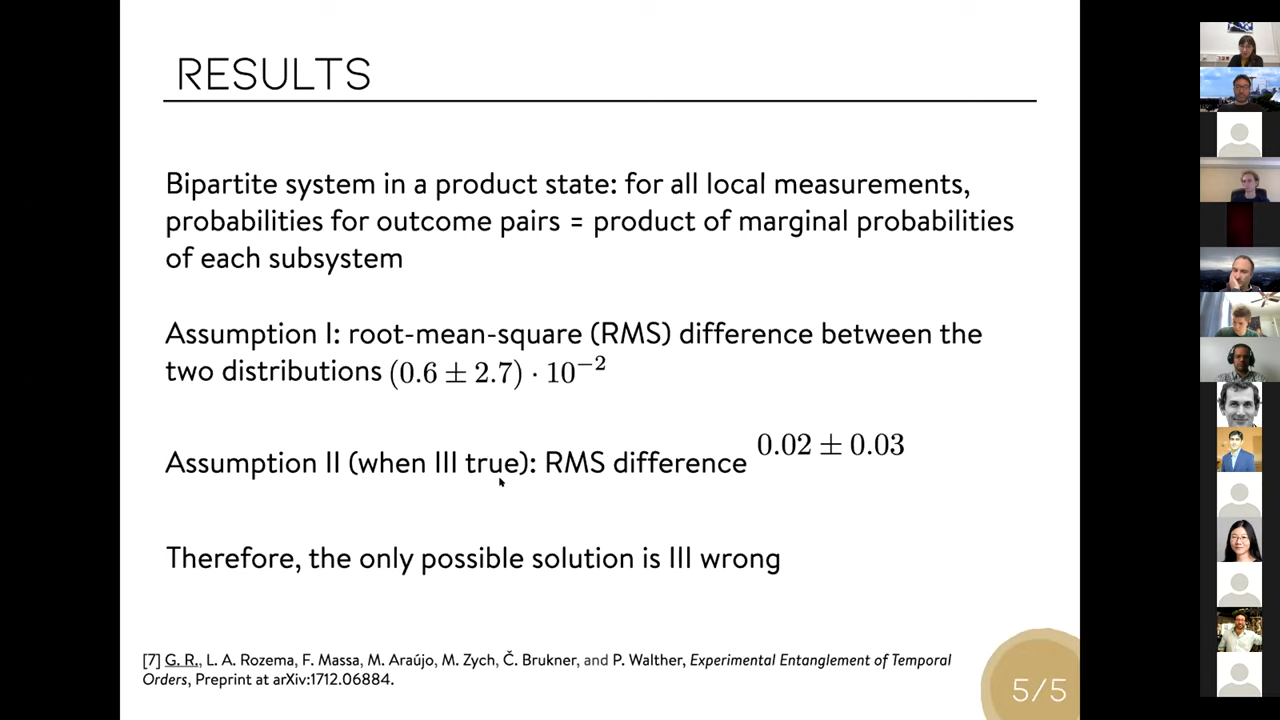 RESULTS
Bipartite system in a product state: for all local measurements,
probabilities for outcome pairs = product of marginal probabilities
of each subsystem
Assumption I: root-mean-square (RMS) difference between the
two distributions (0.6 ± 2.7) · 10⁻²
Assumption II (when III true): RMS difference 0.02 ± 0.03
Therefore, the only possible solution is III wrong
[7] G. R., L. A. Rozema, F. Massa, M. Araújo, M. Zych, Č. Brukner, and P. Walther, Experimental Entanglement of Temporal
Orders, Preprint at arXiv:1712.06884.
5/5